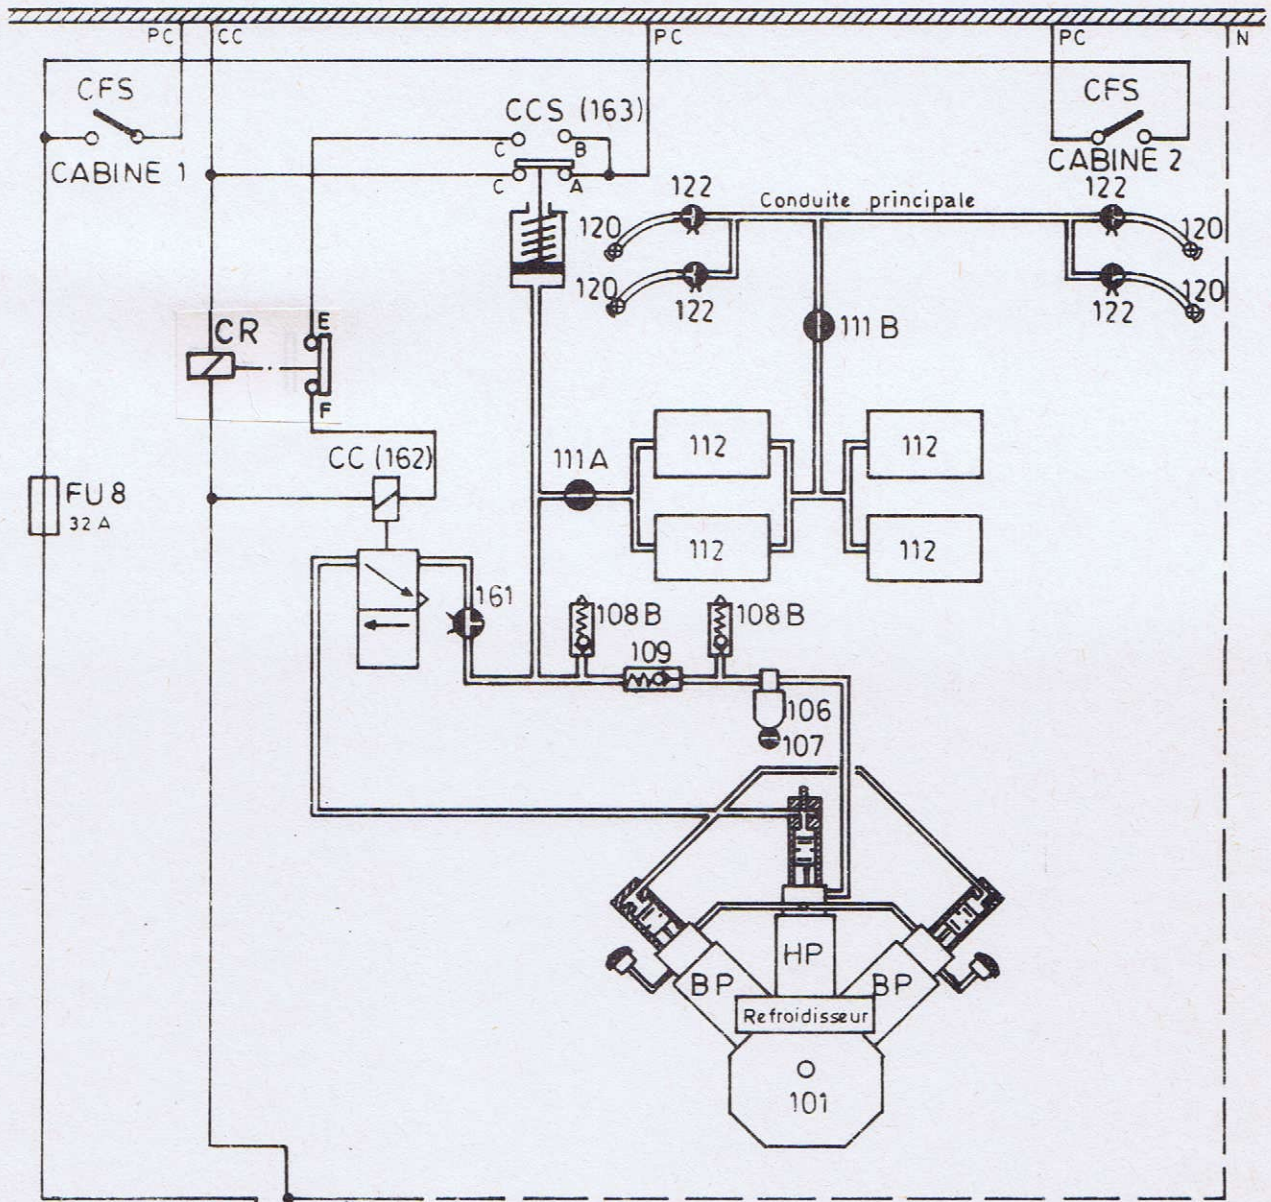 PC CC PC PC N
CFS
CABINE 1
CCS (163)
C B
C A
CFS
CABINE 2
122 Conduite principale 122
120 120
120 122 122 120
CR
E
F
111 B
112 112
111 A
CC (162)
FU 8
32 A
112 112
161
108 B 108 B
109
106
107
HP
BP BP
Refroidisseur
101